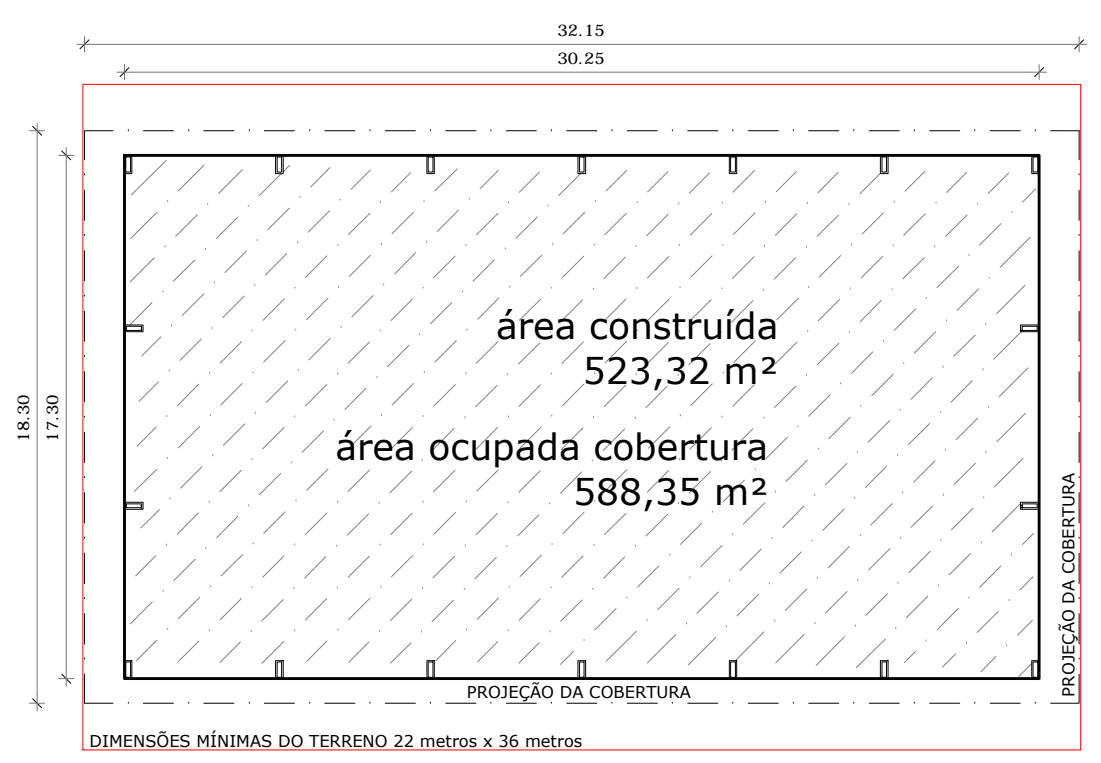 32.15
30.25
18.30
17.30
área construída
523,32 m²
área ocupada cobertura
588,35 m²
PROJEÇÃO DA COBERTURA
PROJEÇÃO DA COBERTURA
DIMENSÕES MÍNIMAS DO TERRENO 22 metros x 36 metros